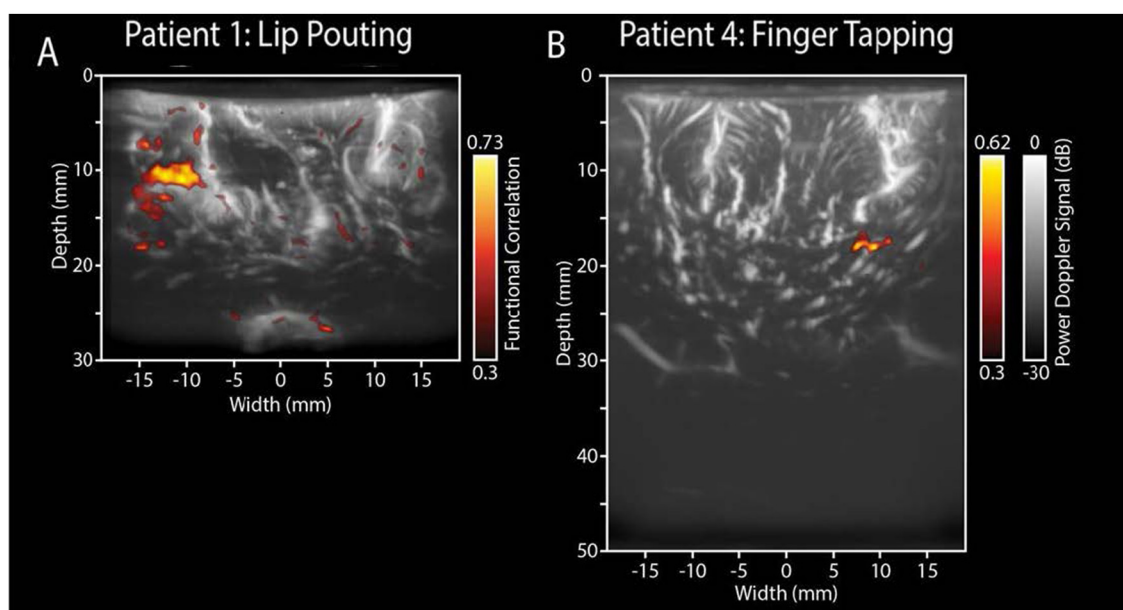 A
Patient 1: Lip Pouting
0
10
20
30
Depth (mm)
-15 -10 -5 0 5 10 15
Width (mm)
0.73
Functional Correlation
0.3
B
Patient 4: Finger Tapping
0
10
20
30
40
50
Depth (mm)
-15 -10 -5 0 5 10 15
Width (mm)
0.62 0
Power Doppler Signal (dB)
0.3 -30